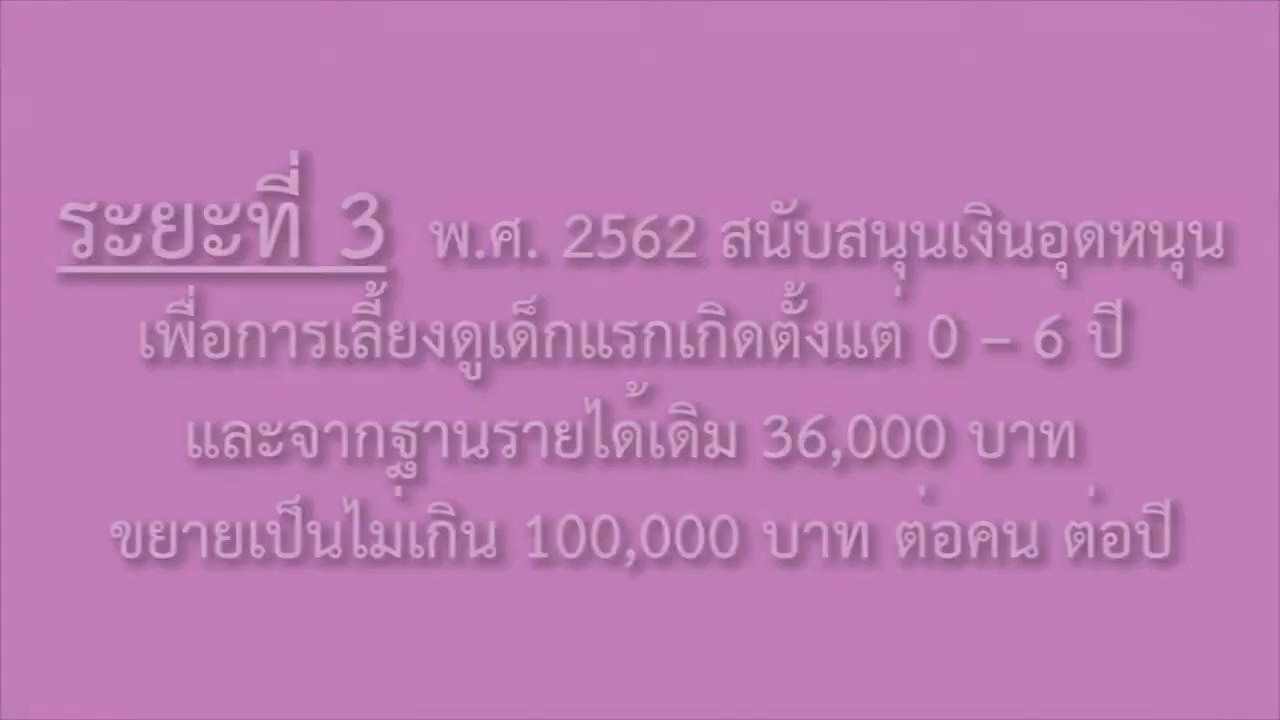 ระยะที่ 3 พ.ศ. 2562 สนับสนุนเงินอุดหนุน
เพื่อการเลี้ยงดูเด็กแรกเกิดตั้งแต่ 0 – 6 ปี
และจากฐานรายได้เดิม 36,000 บาท
ขยายเป็นไม่เกิน 100,000 บาท ต่อคน ต่อปี